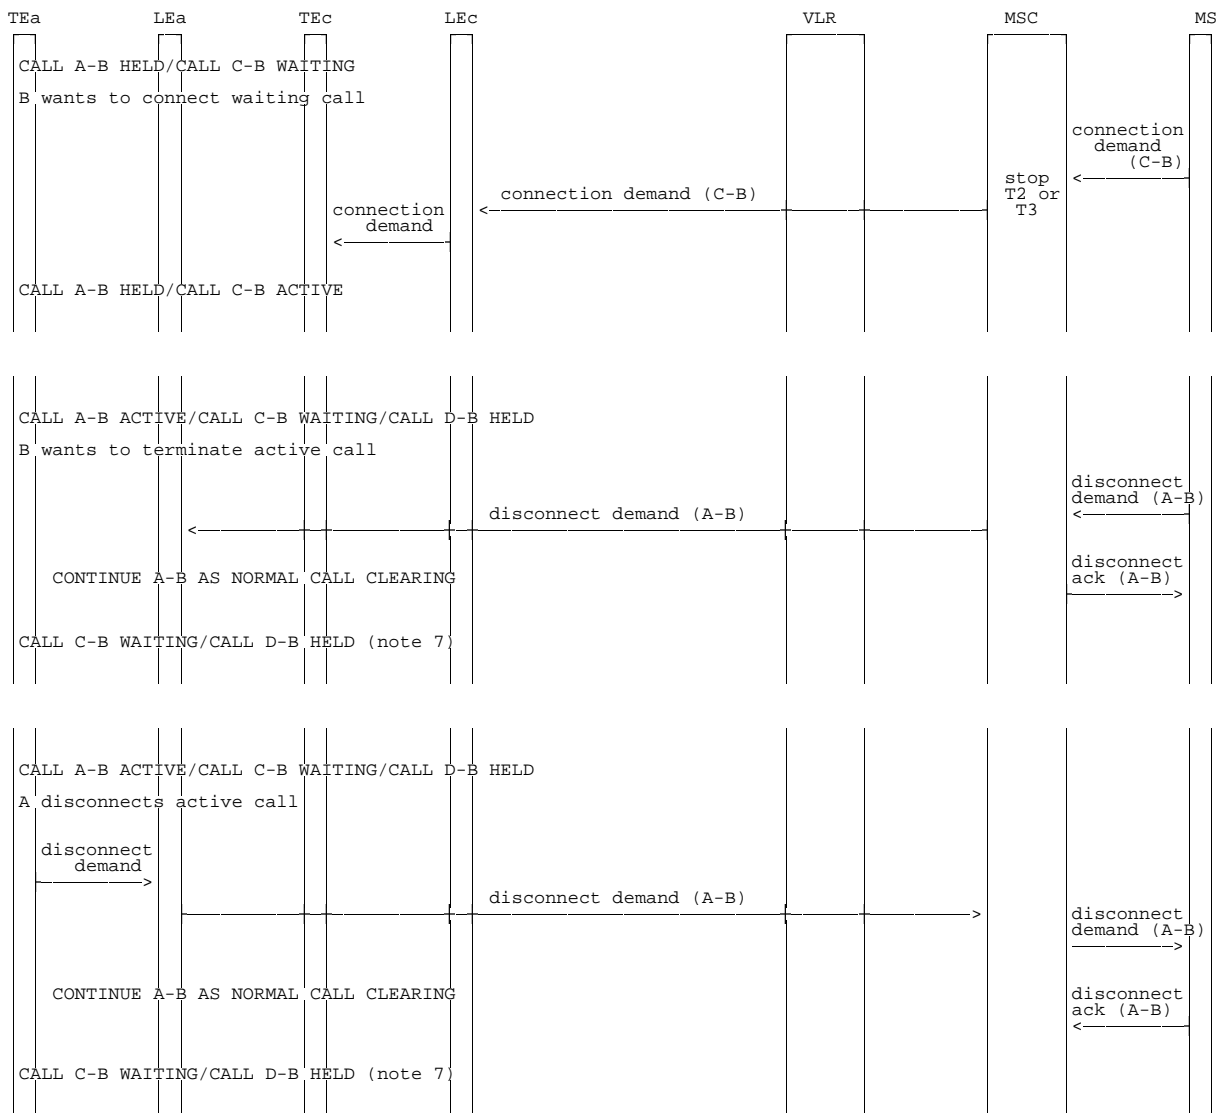 TEa LEa TEc LEc VLR MSC MS
CALL A-B HELD/CALL C-B WAITING
B wants to connect waiting call
connection
demand
(C-B)
stop
T2 or
T3
connection demand (C-B)
connection
demand
CALL A-B HELD/CALL C-B ACTIVE
CALL A-B ACTIVE/CALL C-B WAITING/CALL D-B HELD
B wants to terminate active call
disconnect
demand (A-B)
disconnect demand (A-B)
disconnect
ack (A-B)
CONTINUE A-B AS NORMAL CALL CLEARING
CALL C-B WAITING/CALL D-B HELD (note 7)
CALL A-B ACTIVE/CALL C-B WAITING/CALL D-B HELD
A disconnects active call
disconnect
demand
disconnect demand (A-B)
disconnect
demand (A-B)
CONTINUE A-B AS NORMAL CALL CLEARING
disconnect
ack (A-B)
CALL C-B WAITING/CALL D-B HELD (note 7)